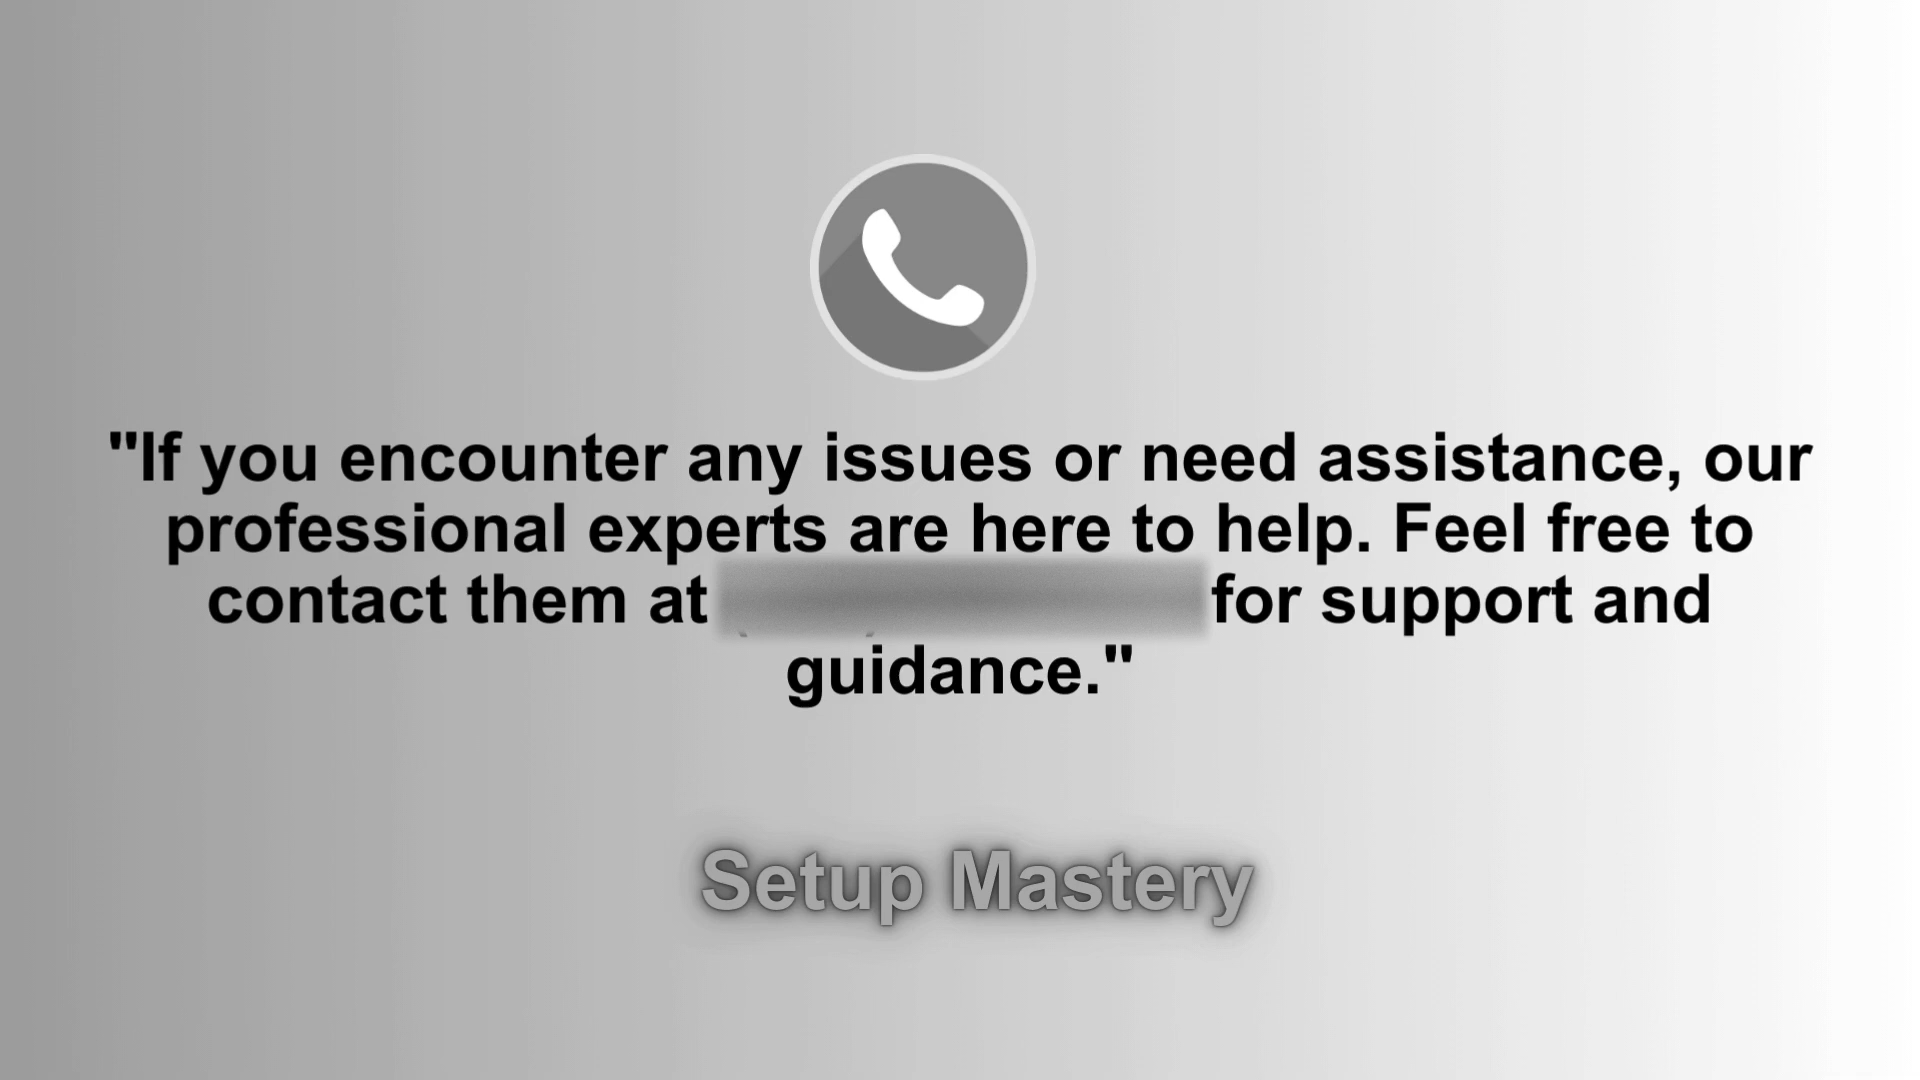 "If you encounter any issues or need assistance, our
professional experts are here to help. Feel free to
contact them at for support and
guidance."
Setup Mastery